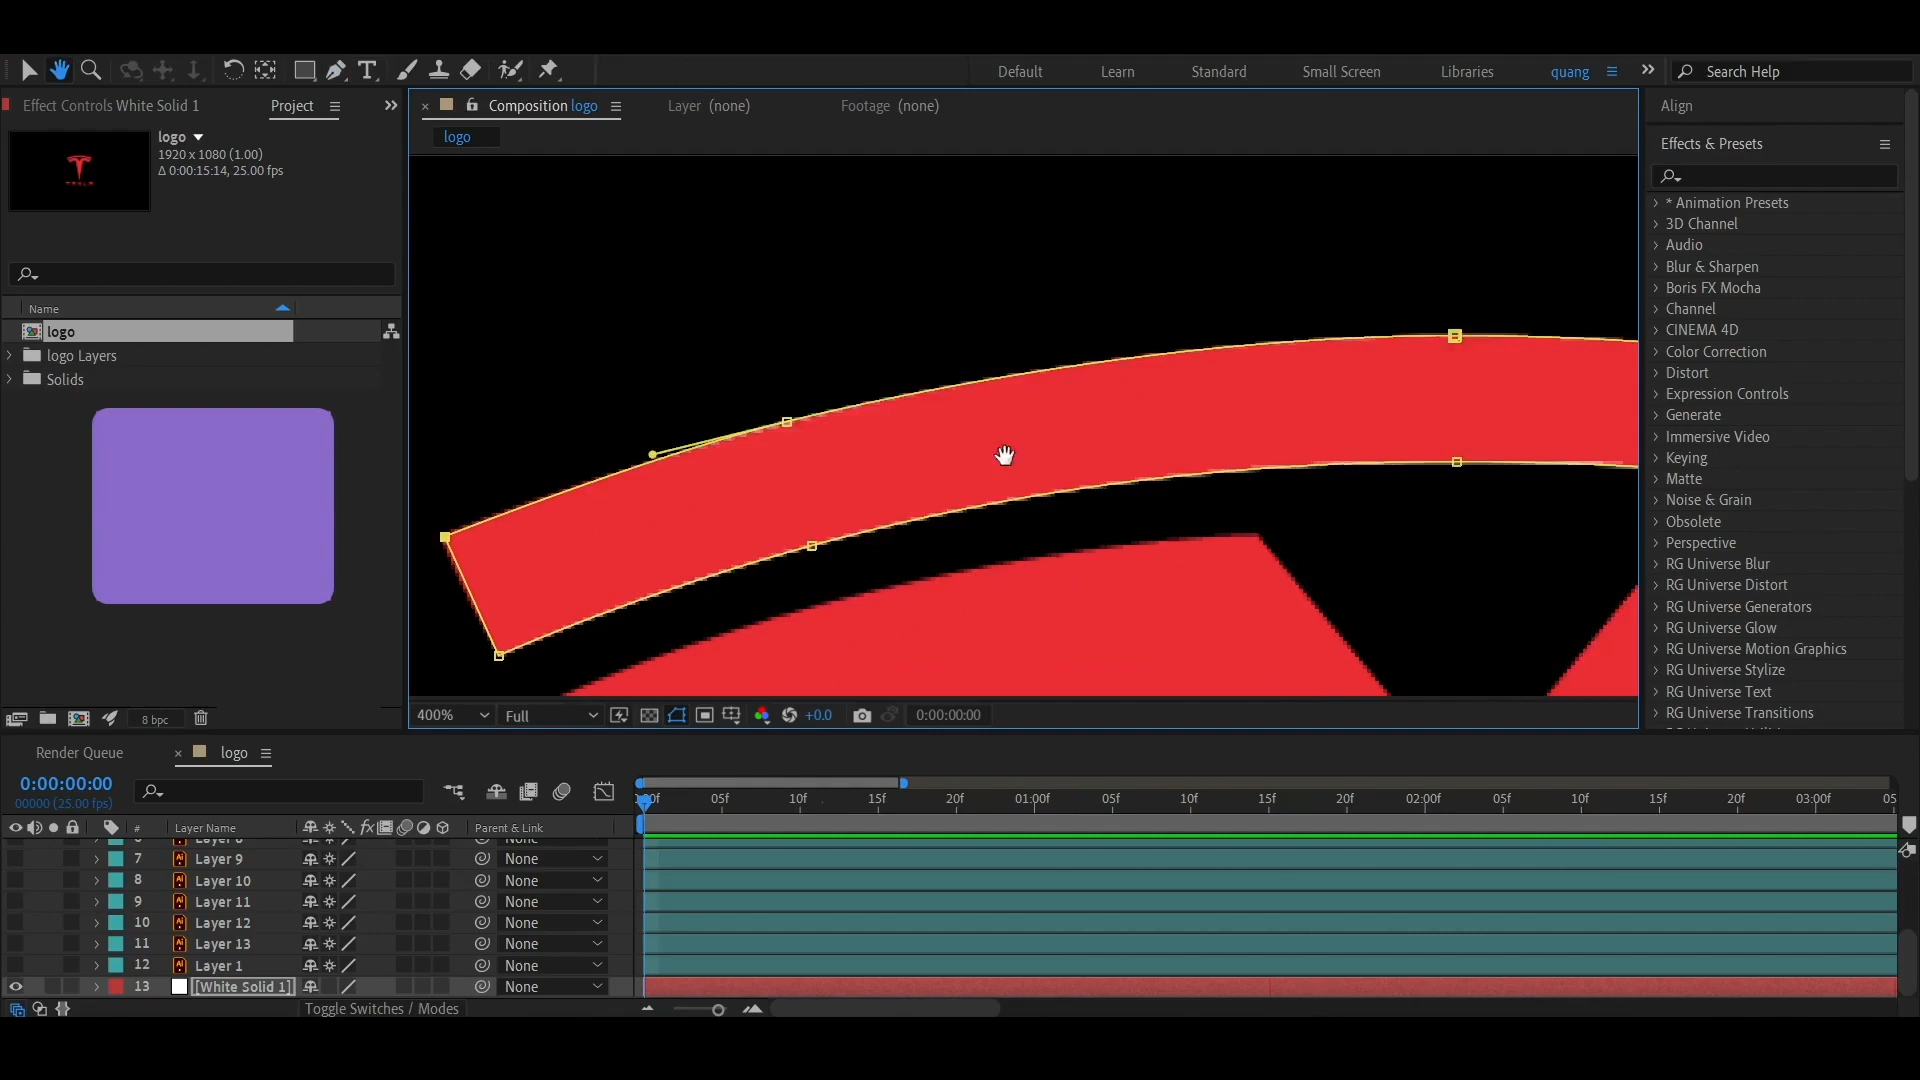 Default
Learn
Standard
Small Screen
Libraries
quang
Search Help
Effect Controls White Solid 1
Project
Composition logo
Layer (none)
Footage (none)
Align
logo
1920 x 1080 (1.00)
Δ 0:00:15:14, 25.00 fps
logo
Effects & Presets
Name
logo
logo Layers
Solids
* Animation Presets
3D Channel
Audio
Blur & Sharpen
Boris FX Mocha
Channel
CINEMA 4D
Color Correction
Distort
Expression Controls
Generate
Immersive Video
Keying
Matte
Noise & Grain
Obsolete
Perspective
RG Universe Blur
RG Universe Distort
RG Universe Generators
RG Universe Glow
RG Universe Motion Graphics
RG Universe Stylize
RG Universe Text
RG Universe Transitions
8 bpc
400%
Full
+0.0
0:00:00:00
Render Queue
logo
0:00:00:00
00000 (25.00 fps)
05f
10f
15f
20f
01:00f
05f
10f
15f
20f
02:00f
05f
10f
15f
20f
03:00f
05
#
Layer Name
Parent & Link
7 Layer 9 None
8 Layer 10 None
9 Layer 11 None
10 Layer 12 None
11 Layer 13 None
12 Layer 1 None
13 [White Solid 1] None
Toggle Switches / Modes